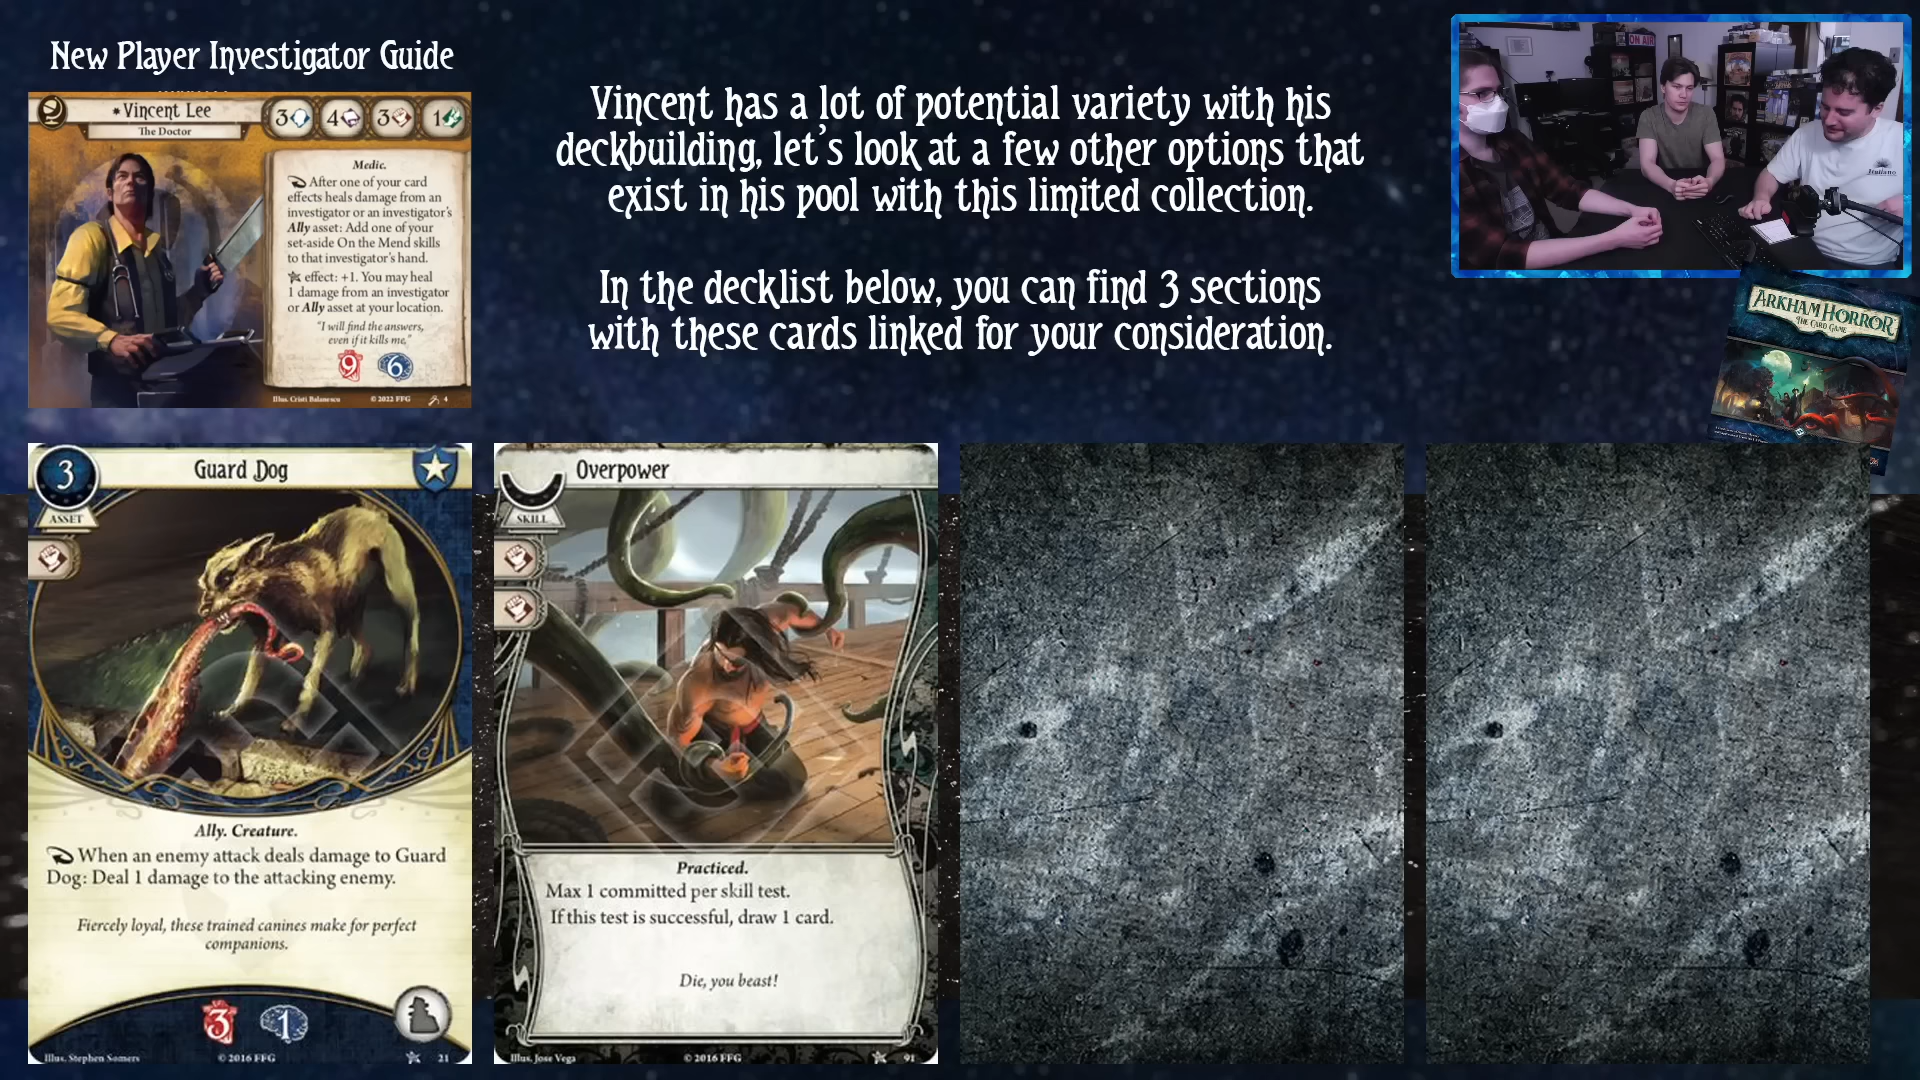 New Player Investigator Guide
Vincent Lee
The Doctor
3 4 3 1
Medic.
After one of your card
effects heals damage from an
investigator or an investigator's
Ally asset: Add one of your
set-aside On the Mend skills
to that investigator's hand.
effect: +1. You may heal
1 damage from an investigator
or Ally asset at your location.
"I will find the answers,
even if it kills me."
9 6
Illus. Cristi Balanescu © 2022 FFG 4
Vincent has a lot of potential variety with his
deckbuilding, let's look at a few other options that
exist in his pool with this limited collection.
In the decklist below, you can find 3 sections
with these cards linked for your consideration.
ON AIR
ARKHAM HORROR
THE CARD GAME
3
Guard Dog
ASSET
Ally. Creature.
When an enemy attack deals damage to Guard
Dog: Deal 1 damage to the attacking enemy.
Fiercely loyal, these trained canines make for perfect
companions.
3 1
Illus. Stephen Somers © 2016 FFG 21
Overpower
SKILL
Practiced.
Max 1 committed per skill test.
If this test is successful, draw 1 card.
Die, you beast!
Illus. Jose Vega © 2016 FFG 91